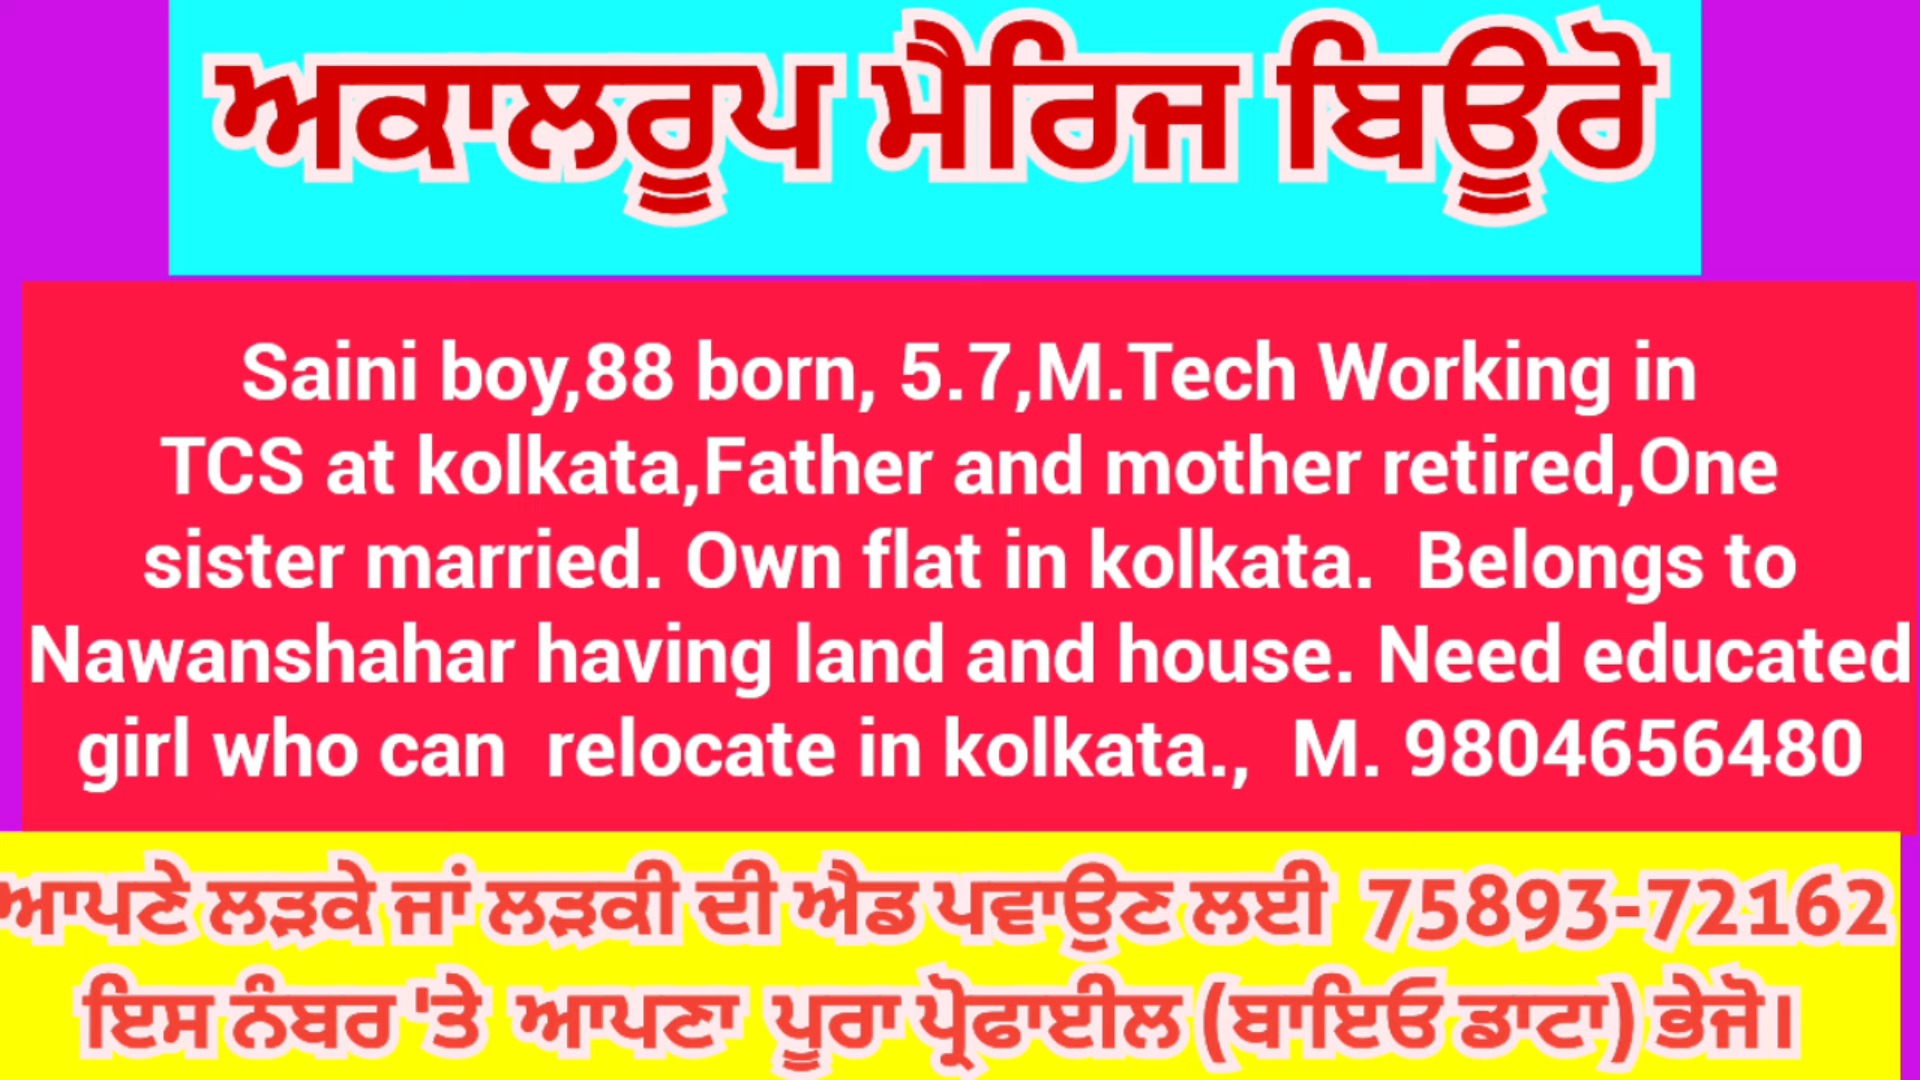 ਅਕਾਲਰੂਪ ਮੈਰਿਜ ਬਿਊਰੋ
Saini boy,88 born, 5.7,M.Tech Working in
TCS at kolkata,Father and mother retired,One
sister married. Own flat in kolkata.  Belongs to
Nawanshahar having land and house. Need educated
girl who can  relocate in kolkata.,  M. 9804656480
ਆਪਣੇ ਲੜਕੇ ਜਾਂ ਲੜਕੀ ਦੀ ਐਡ ਪਵਾਉਣ ਲਈ  75893-72162
ਇਸ ਨੰਬਰ 'ਤੇ  ਆਪਣਾ  ਪੂਰਾ ਪ੍ਰੋਫਾਈਲ (ਬਾਇਓ ਡਾਟਾ) ਭੇਜੋ।